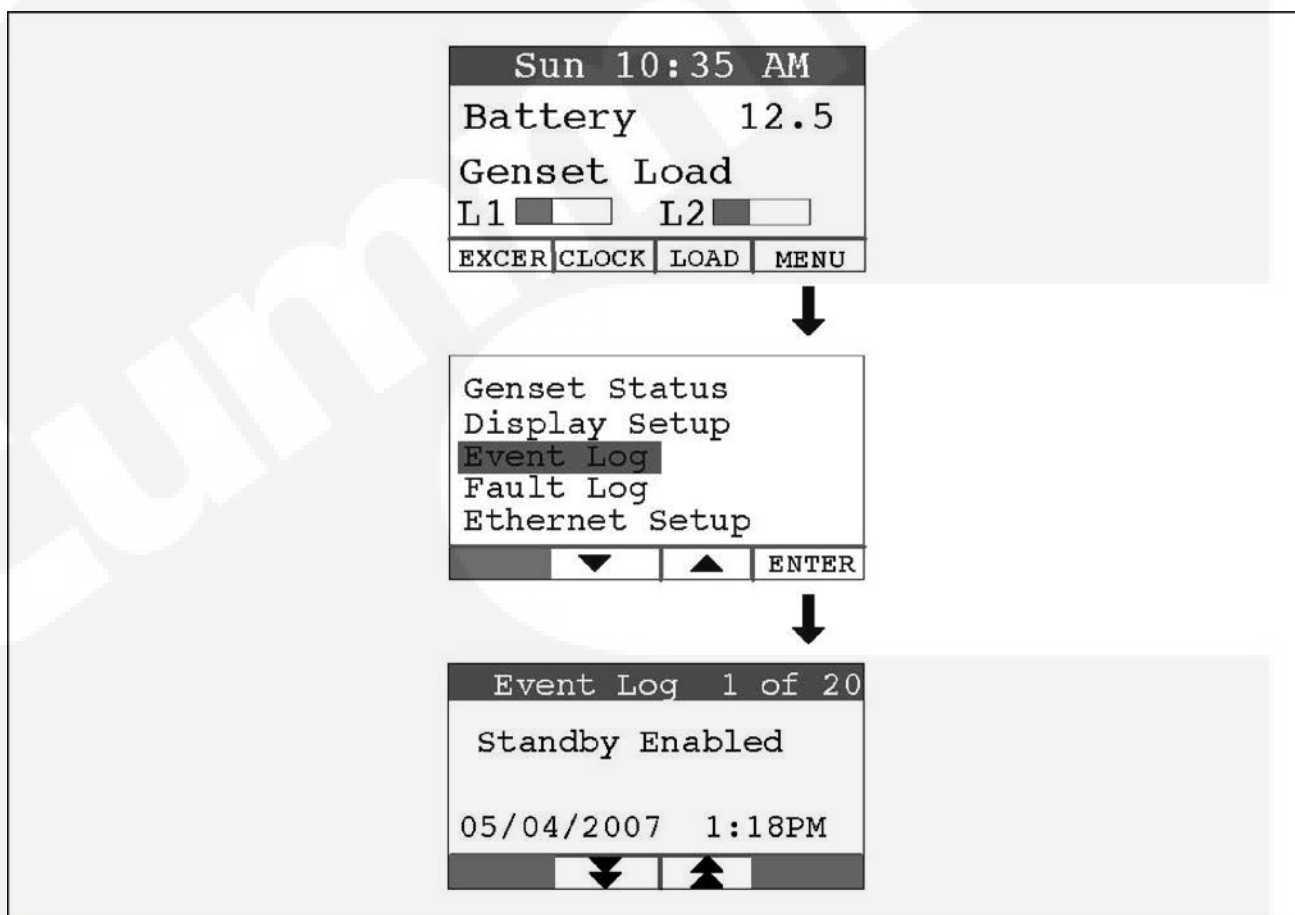 Sun 10:35 AM
Battery 12.5
Genset Load
L1 L2
EXCER CLOCK LOAD MENU
Genset Status
Display Setup
Event Log
Fault Log
Ethernet Setup
ENTER
Event Log 1 of 20
Standby Enabled
05/04/2007 1:18PM